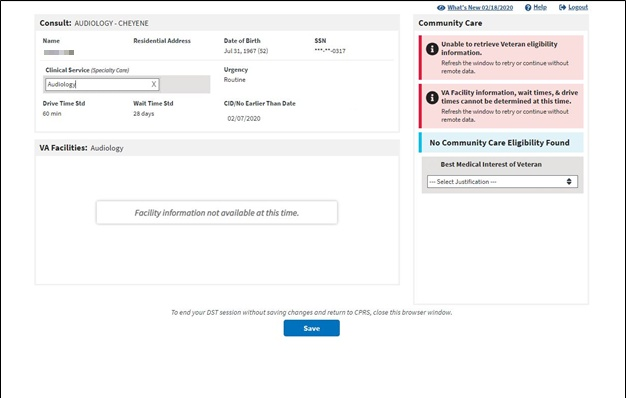 What's New 02/18/2020 Help Logout
Consult: AUDIOLOGY - CHEYENE
Name Residential Address Date of Birth SSN
Jul 31, 1967 (52) ***-**-0317
Clinical Service (Specialty Care) Urgency
Audiology X Routine
Drive Time Std Wait Time Std CID/No Earlier Than Date
60 min 28 days 02/07/2020
VA Facilities: Audiology
Facility information not available at this time.
Community Care
Unable to retrieve Veteran eligibility
information.
Refresh the window to retry or continue without
remote data.
VA Facility information, wait times, & drive
times cannot be determined at this time.
Refresh the window to retry or continue without
remote data.
No Community Care Eligibility Found
Best Medical Interest of Veteran
--- Select Justification ---
To end your DST session without saving changes and return to CPRS, close this browser window.
Save